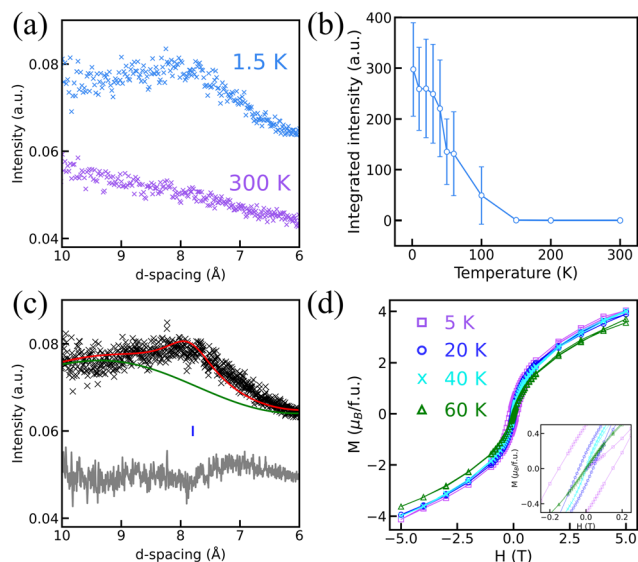 (a)
1.5 K
300 K
0.08
0.06
0.04
Intensity (a.u.)
10 9 8 7 6
d-spacing (Å)
(b)
400
300
200
100
0
Integrated intensity (a.u.)
0 100 200 300
Temperature (K)
(c)
0.08
0.06
0.04
Intensity (a.u.)
10 9 8 7 6
d-spacing (Å)
(d)
5 K
20 K
40 K
60 K
4
2
0
−2
−4
M (μB/f.u.)
−5.0 −2.5 0.0 2.5 5.0
H (T)
0.4
0.0
−0.4
M (μB/f.u.)
−0.2 0.0 0.2
H (T)